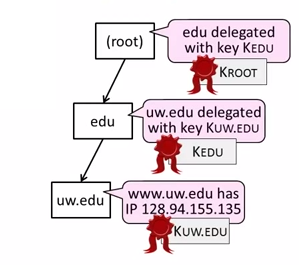 (root)
edu delegated
with key KEDU
KROOT
edu
uw.edu delegated
with key KUW.EDU
KEDU
uw.edu
www.uw.edu has
IP 128.94.155.135
KUW.EDU